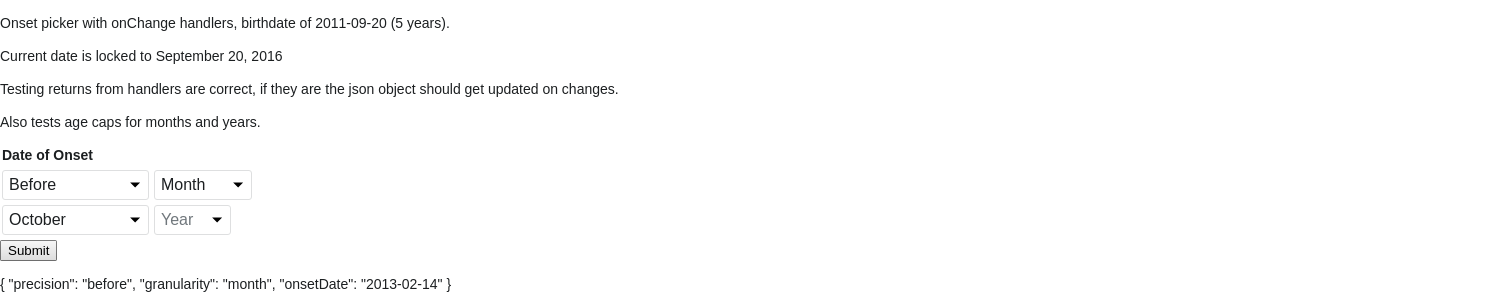 Onset picker with onChange handlers, birthdate of 2011-09-20 (5 years).
Current date is locked to September 20, 2016
Testing returns from handlers are correct, if they are the json object should get updated on changes.
Also tests age caps for months and years.
Date of Onset
Before Month
October Year
Submit
{ "precision": "before", "granularity": "month", "onsetDate": "2013-02-14" }